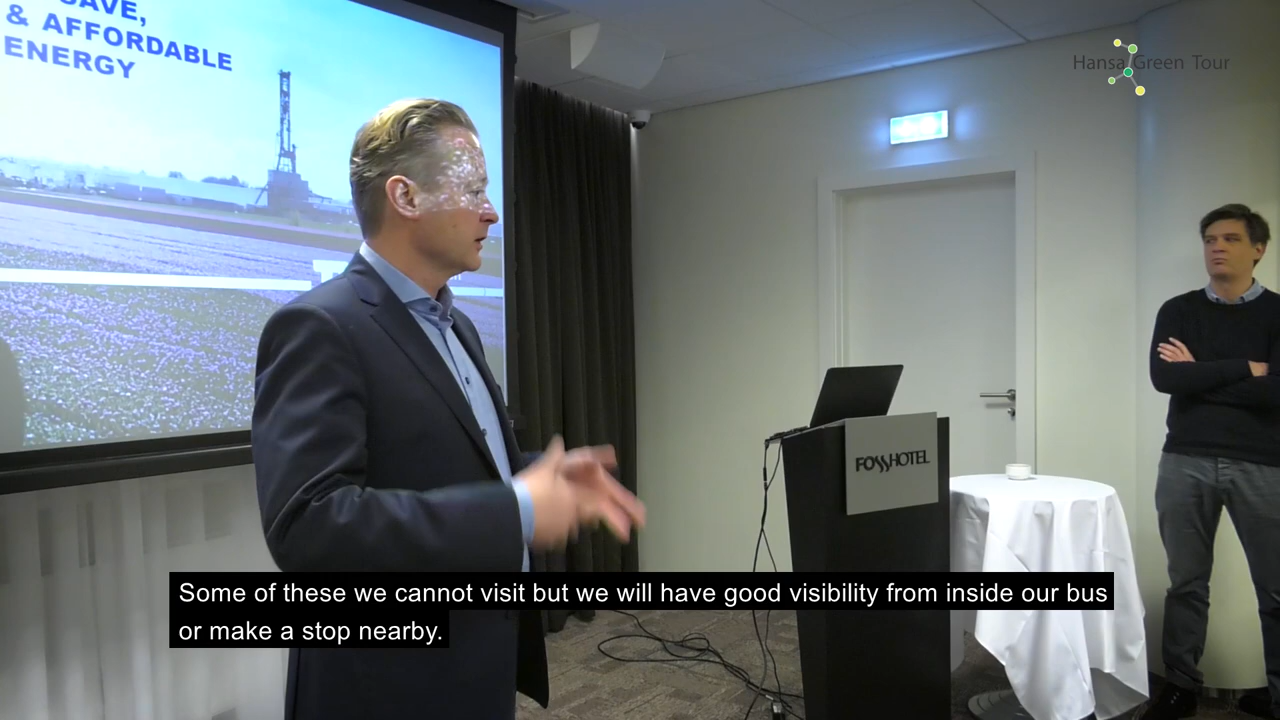 SAVE,
& AFFORDABLE
ENERGY
Hansa Green Tour
FOSSHOTEL
Some of these we cannot visit but we will have good visibility from inside our bus
or make a stop nearby.